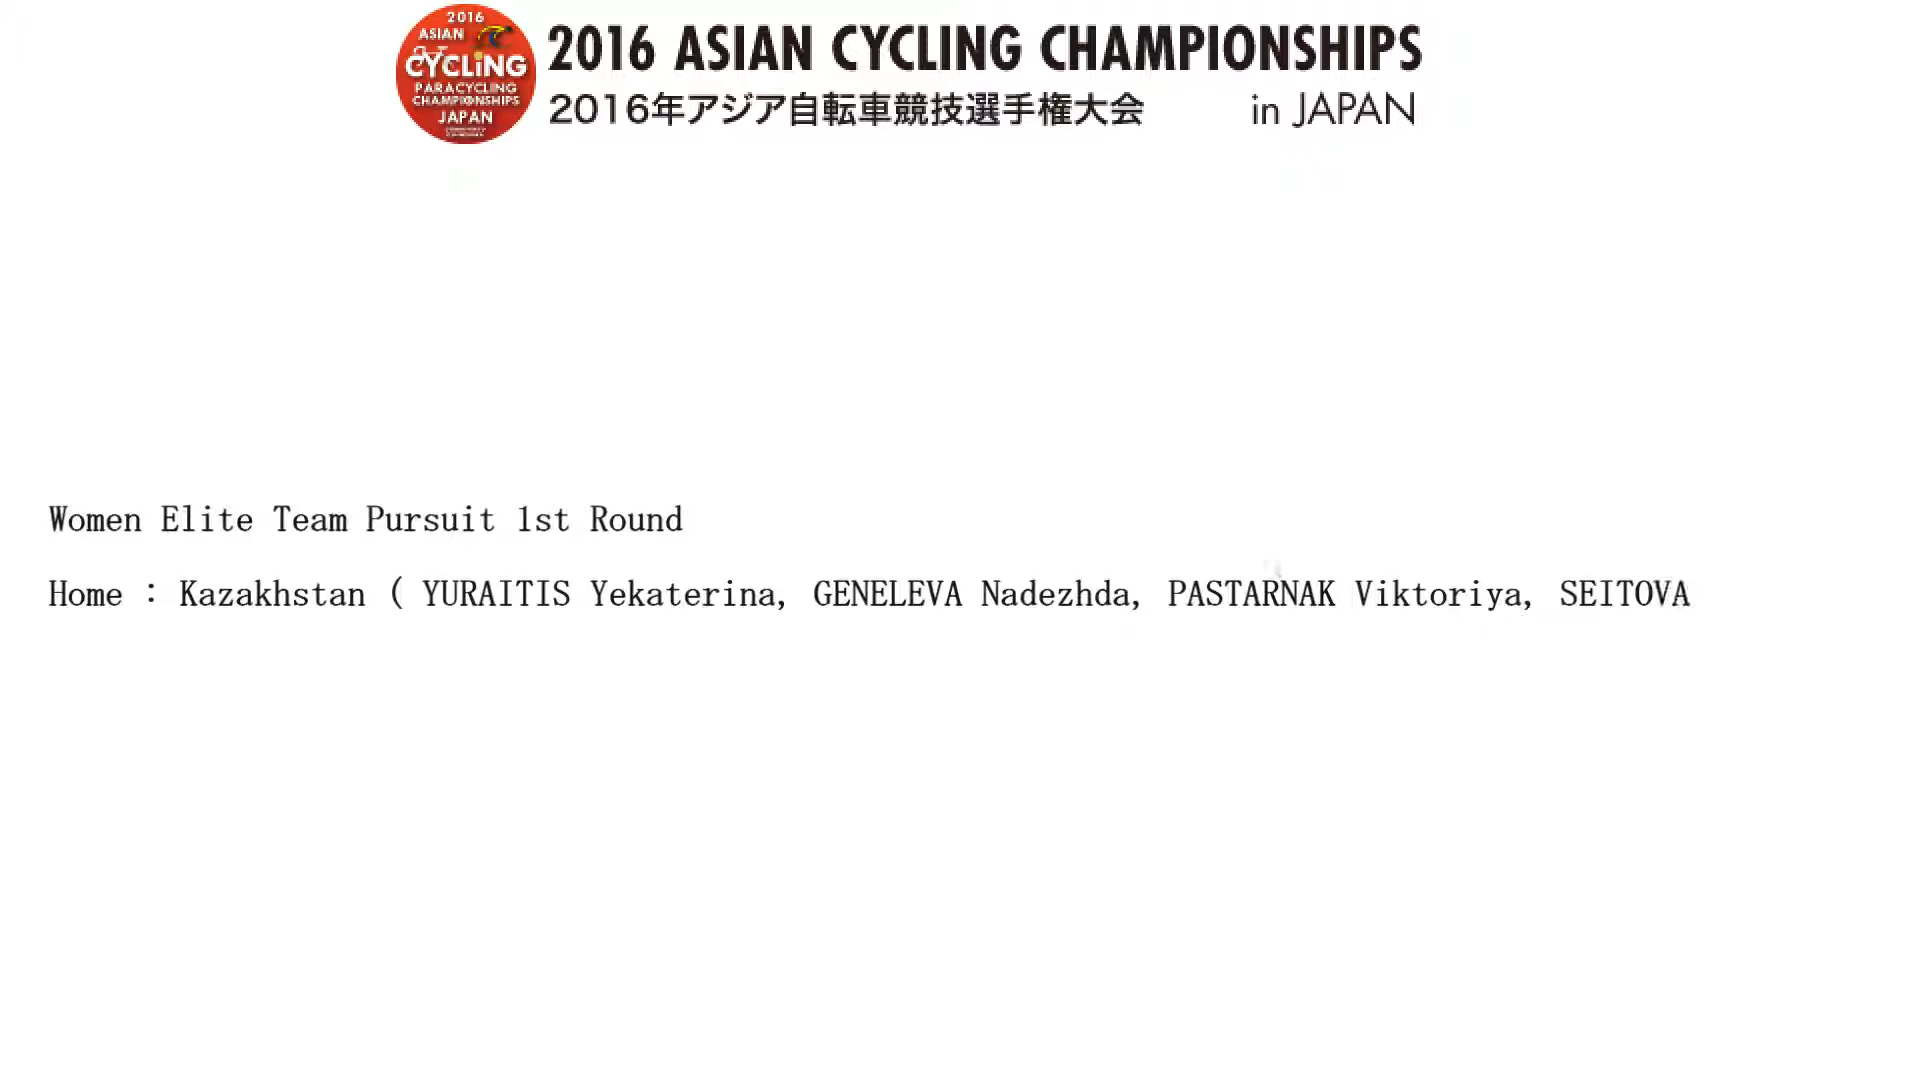 2016
ASIAN
CYCLING
PARACYCLING
CHAMPIONSHIPS
JAPAN
2016 ASIAN CYCLING CHAMPIONSHIPS
2016年アジア自転車競技選手権大会 in JAPAN
Women Elite Team Pursuit 1st Round
Home : Kazakhstan ( YURAITIS Yekaterina, GENELEVA Nadezhda, PASTARNAK Viktoriya, SEITOVA